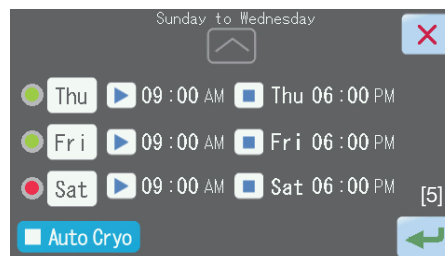 Sunday to Wednesday
Thu 09:00 AM Thu 06:00 PM
Fri 09:00 AM Fri 06:00 PM
Sat 09:00 AM Sat 06:00 PM
[5]
Auto Cryo